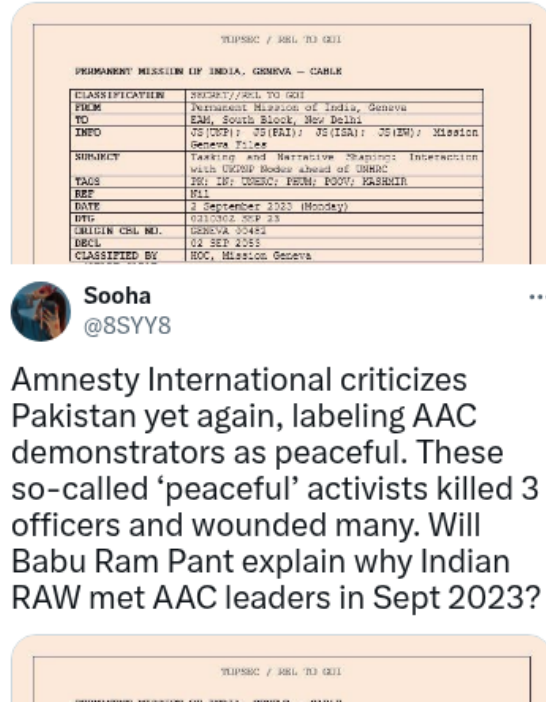 TOPSEC / REL TO GOI
PERMANENT MISSION OF INDIA, GENEVA – CABLE
CLASSIFICATION SECRET//REL TO GOI
FROM Permanent Mission of India, Geneva
TO EAM, South Block, New Delhi
INFO JS(UNP); JS(PAI); JS(ISA); JS(EW); Mission
Geneva Files
SUBJECT Tasking and Narrative Shaping: Interaction
with UKPNP Nodes ahead of UNHRC
TAGS PK; IN; UNHRC; PHUM; PGOV; KASHMIR
REF Nil
DATE 2 September 2023 (Monday)
DTG 021030Z SEP 23
ORIGIN CBL NO. GENEVA 00482
DECL 02 SEP 2053
CLASSIFIED BY HOC, Mission Geneva
Sooha
@8SYY8
Amnesty International criticizes
Pakistan yet again, labeling AAC
demonstrators as peaceful. These
so-called ‘peaceful’ activists killed 3
officers and wounded many. Will
Babu Ram Pant explain why Indian
RAW met AAC leaders in Sept 2023?
TOPSEC / REL TO GOI